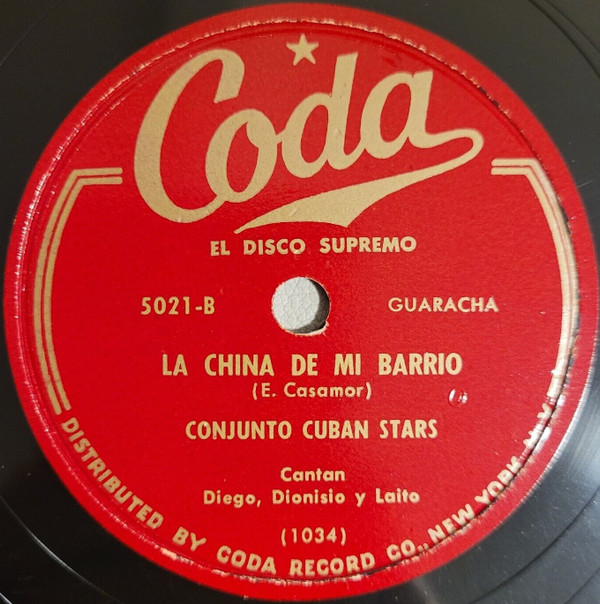 Coda
EL DISCO SUPREMO
5021-B
GUARACHA
LA CHINA DE MI BARRIO
(E. Casamor)
CONJUNTO CUBAN STARS
Cantan
Diego, Dionisio y Laito
(1034)
DISTRIBUTED BY CODA RECORD CO., NEW YORK, N.Y.